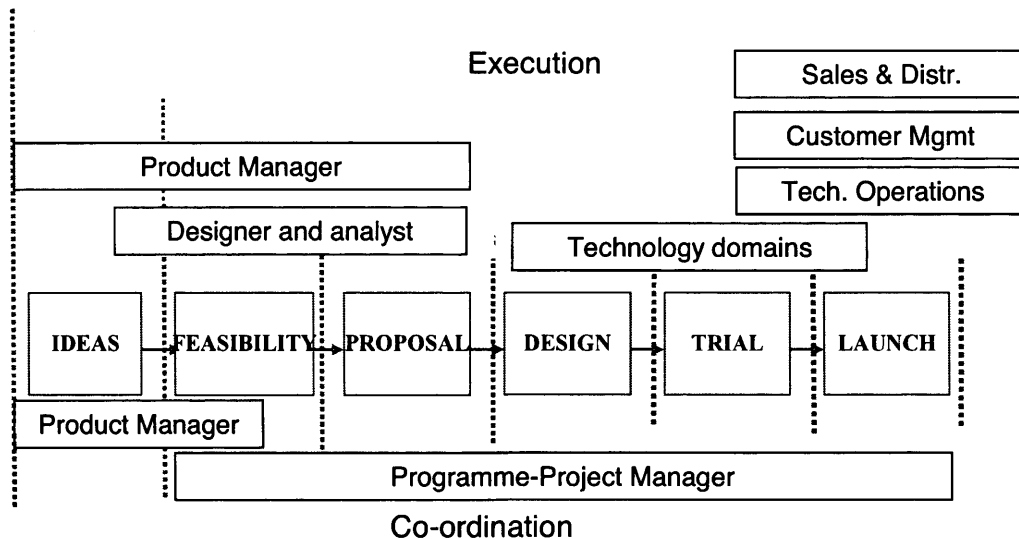 Execution
Sales & Distr.
Customer Mgmt
Product Manager
Tech. Operations
Designer and analyst
Technology domains
IDEAS
FEASIBILITY
PROPOSAL
DESIGN
TRIAL
LAUNCH
Product Manager
Programme-Project Manager
Co-ordination